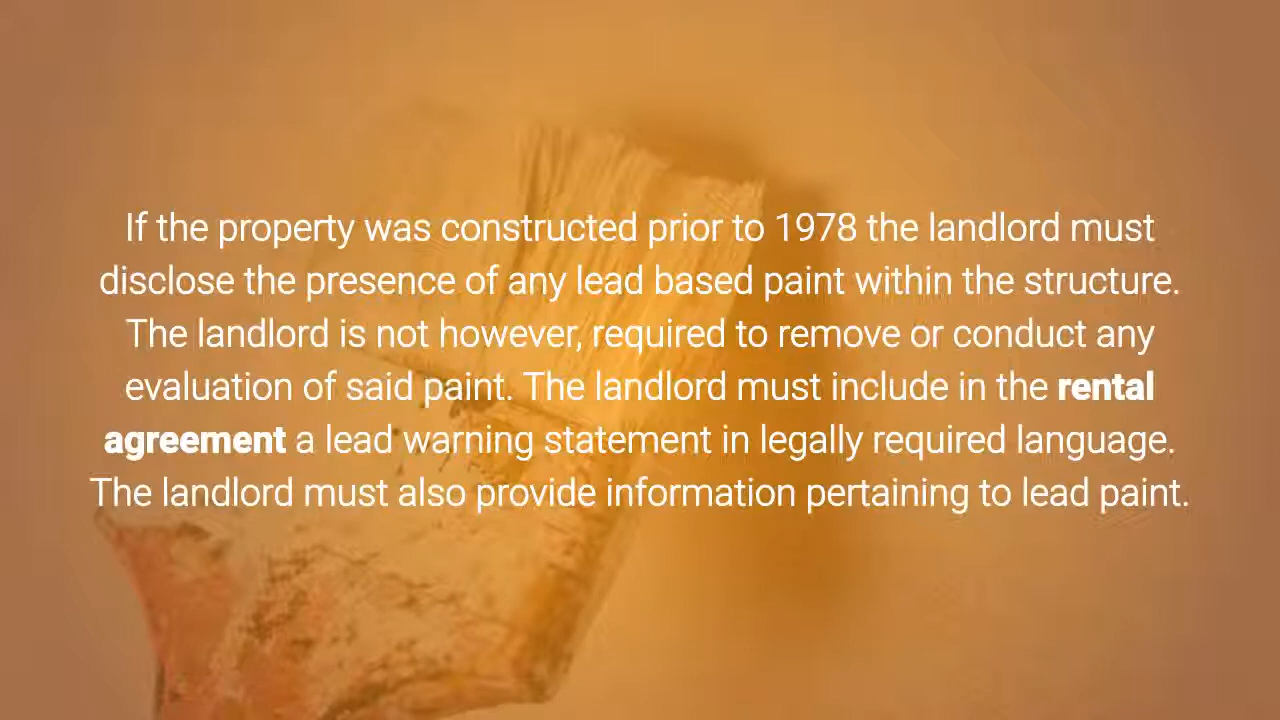 If the property was constructed prior to 1978 the landlord must
disclose the presence of any lead based paint within the structure.
The landlord is not however, required to remove or conduct any
evaluation of said paint. The landlord must include in the rental
agreement a lead warning statement in legally required language.
The landlord must also provide information pertaining to lead paint.